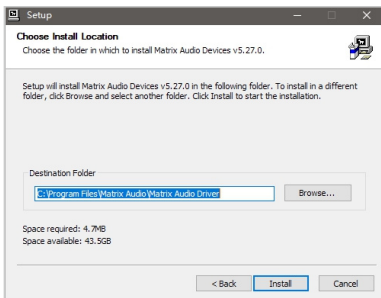 Setup
Choose Install Location
Choose the folder in which to install Matrix Audio Devices v5.27.0.
Setup will install Matrix Audio Devices v5.27.0 in the following folder. To install in a different
folder, click Browse and select another folder. Click Install to start the installation.
Destination Folder
C:\Program Files\Matrix Audio\Matrix Audio Driver
Browse...
Space required: 4.7MB
Space available: 43.5GB
< Back
Install
Cancel